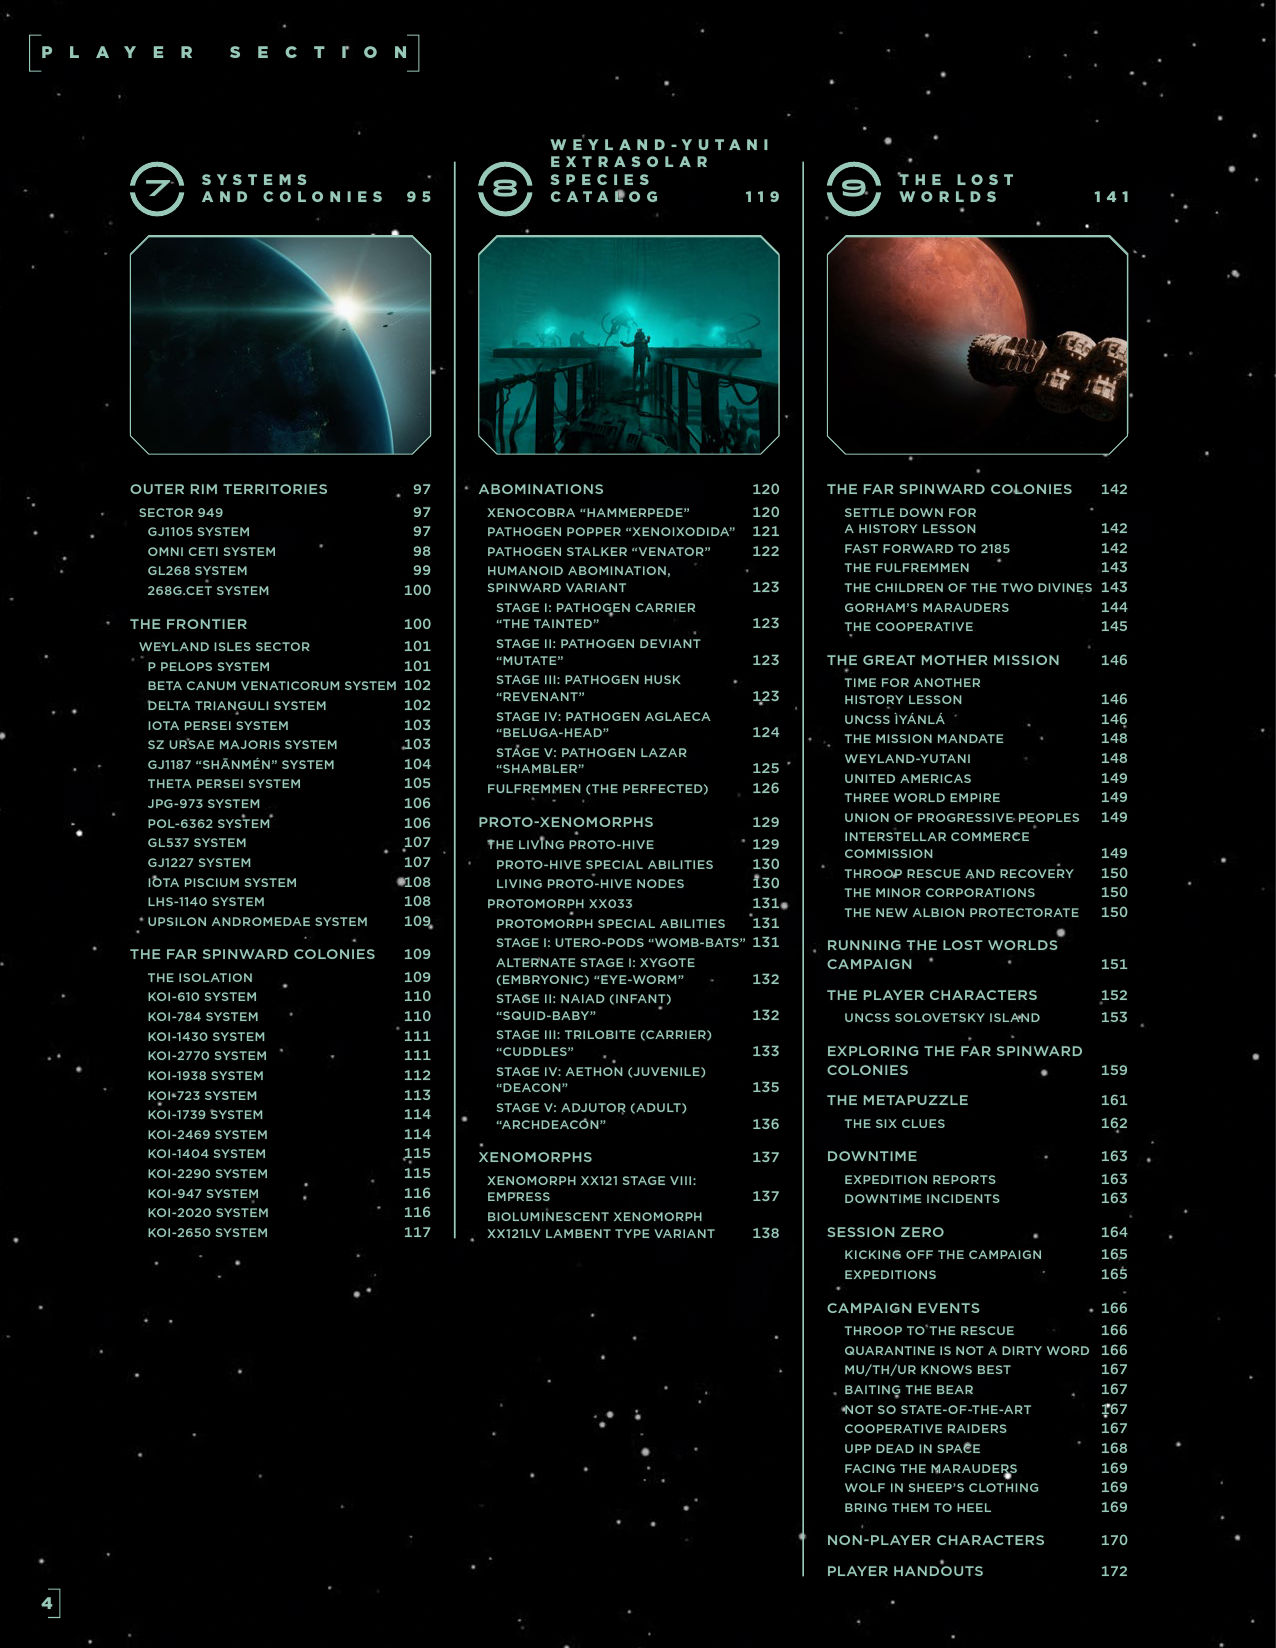 PLAYER SECTION
7
SYSTEMS
AND COLONIES 95
OUTER RIM TERRITORIES 97
SECTOR 949 97
GJ1105 SYSTEM 97
OMNI CETI SYSTEM 98
GL268 SYSTEM 99
268G.CET SYSTEM 100
THE FRONTIER 100
WEYLAND ISLES SECTOR 101
P PELOPS SYSTEM 101
BETA CANUM VENATICORUM SYSTEM 102
DELTA TRIANGULI SYSTEM 102
IOTA PERSEI SYSTEM 103
SZ URSAE MAJORIS SYSTEM 103
GJ1187 “SHĀNMÉN” SYSTEM 104
THETA PERSEI SYSTEM 105
JPG-973 SYSTEM 106
POL-6362 SYSTEM 106
GL537 SYSTEM 107
GJ1227 SYSTEM 107
IOTA PISCIUM SYSTEM 108
LHS-1140 SYSTEM 108
UPSILON ANDROMEDAE SYSTEM 109
THE FAR SPINWARD COLONIES 109
THE ISOLATION 109
KOI-610 SYSTEM 110
KOI-784 SYSTEM 110
KOI-1430 SYSTEM 111
KOI-2770 SYSTEM 111
KOI-1938 SYSTEM 112
KOI-723 SYSTEM 113
KOI-1739 SYSTEM 114
KOI-2469 SYSTEM 114
KOI-1404 SYSTEM 115
KOI-2290 SYSTEM 115
KOI-947 SYSTEM 116
KOI-2020 SYSTEM 116
KOI-2650 SYSTEM 117
8
WEYLAND-YUTANI
EXTRASOLAR
SPECIES
CATALOG 119
ABOMINATIONS 120
XENOCOBRA “HAMMERPEDE” 120
PATHOGEN POPPER “XENOIXODIDA” 121
PATHOGEN STALKER “VENATOR” 122
HUMANOID ABOMINATION,
SPINWARD VARIANT 123
STAGE I: PATHOGEN CARRIER
“THE TAINTED” 123
STAGE II: PATHOGEN DEVIANT
“MUTATE” 123
STAGE III: PATHOGEN HUSK
“REVENANT” 123
STAGE IV: PATHOGEN AGLAECA
“BELUGA-HEAD” 124
STAGE V: PATHOGEN LAZAR
“SHAMBLER” 125
FULFREMMEN (THE PERFECTED) 126
PROTO-XENOMORPHS 129
THE LIVING PROTO-HIVE 129
PROTO-HIVE SPECIAL ABILITIES 130
LIVING PROTO-HIVE NODES 130
PROTOMORPH XX033 131
PROTOMORPH SPECIAL ABILITIES 131
STAGE I: UTERO-PODS “WOMB-BATS” 131
ALTERNATE STAGE I: XYGOTE
(EMBRYONIC) “EYE-WORM” 132
STAGE II: NAIAD (INFANT)
“SQUID-BABY” 132
STAGE III: TRILOBITE (CARRIER)
“CUDDLES” 133
STAGE IV: AETHON (JUVENILE)
“DEACON” 135
STAGE V: ADJUTOR (ADULT)
“ARCHDEACON” 136
XENOMORPHS 137
XENOMORPH XX121 STAGE VIII:
EMPRESS 137
BIOLUMINESCENT XENOMORPH
XX121LV LAMBENT TYPE VARIANT 138
9
THE LOST
WORLDS 141
THE FAR SPINWARD COLONIES 142
SETTLE DOWN FOR
A HISTORY LESSON 142
FAST FORWARD TO 2185 142
THE FULFREMMEN 143
THE CHILDREN OF THE TWO DIVINES 143
GORHAM’S MARAUDERS 144
THE COOPERATIVE 145
THE GREAT MOTHER MISSION 146
TIME FOR ANOTHER
HISTORY LESSON 146
UNCSS ÌYÁNLÁ 146
THE MISSION MANDATE 148
WEYLAND-YUTANI 148
UNITED AMERICAS 149
THREE WORLD EMPIRE 149
UNION OF PROGRESSIVE PEOPLES 149
INTERSTELLAR COMMERCE
COMMISSION 149
THROOP RESCUE AND RECOVERY 150
THE MINOR CORPORATIONS 150
THE NEW ALBION PROTECTORATE 150
RUNNING THE LOST WORLDS
CAMPAIGN 151
THE PLAYER CHARACTERS 152
UNCSS SOLOVETSKY ISLAND 153
EXPLORING THE FAR SPINWARD
COLONIES 159
THE METAPUZZLE 161
THE SIX CLUES 162
DOWNTIME 163
EXPEDITION REPORTS 163
DOWNTIME INCIDENTS 163
SESSION ZERO 164
KICKING OFF THE CAMPAIGN 165
EXPEDITIONS 165
CAMPAIGN EVENTS 166
THROOP TO THE RESCUE 166
QUARANTINE IS NOT A DIRTY WORD 166
MU/TH/UR KNOWS BEST 167
BAITING THE BEAR 167
NOT SO STATE-OF-THE-ART 167
COOPERATIVE RAIDERS 167
UPP DEAD IN SPACE 168
FACING THE MARAUDERS 169
WOLF IN SHEEP’S CLOTHING 169
BRING THEM TO HEEL 169
NON-PLAYER CHARACTERS 170
PLAYER HANDOUTS 172
4